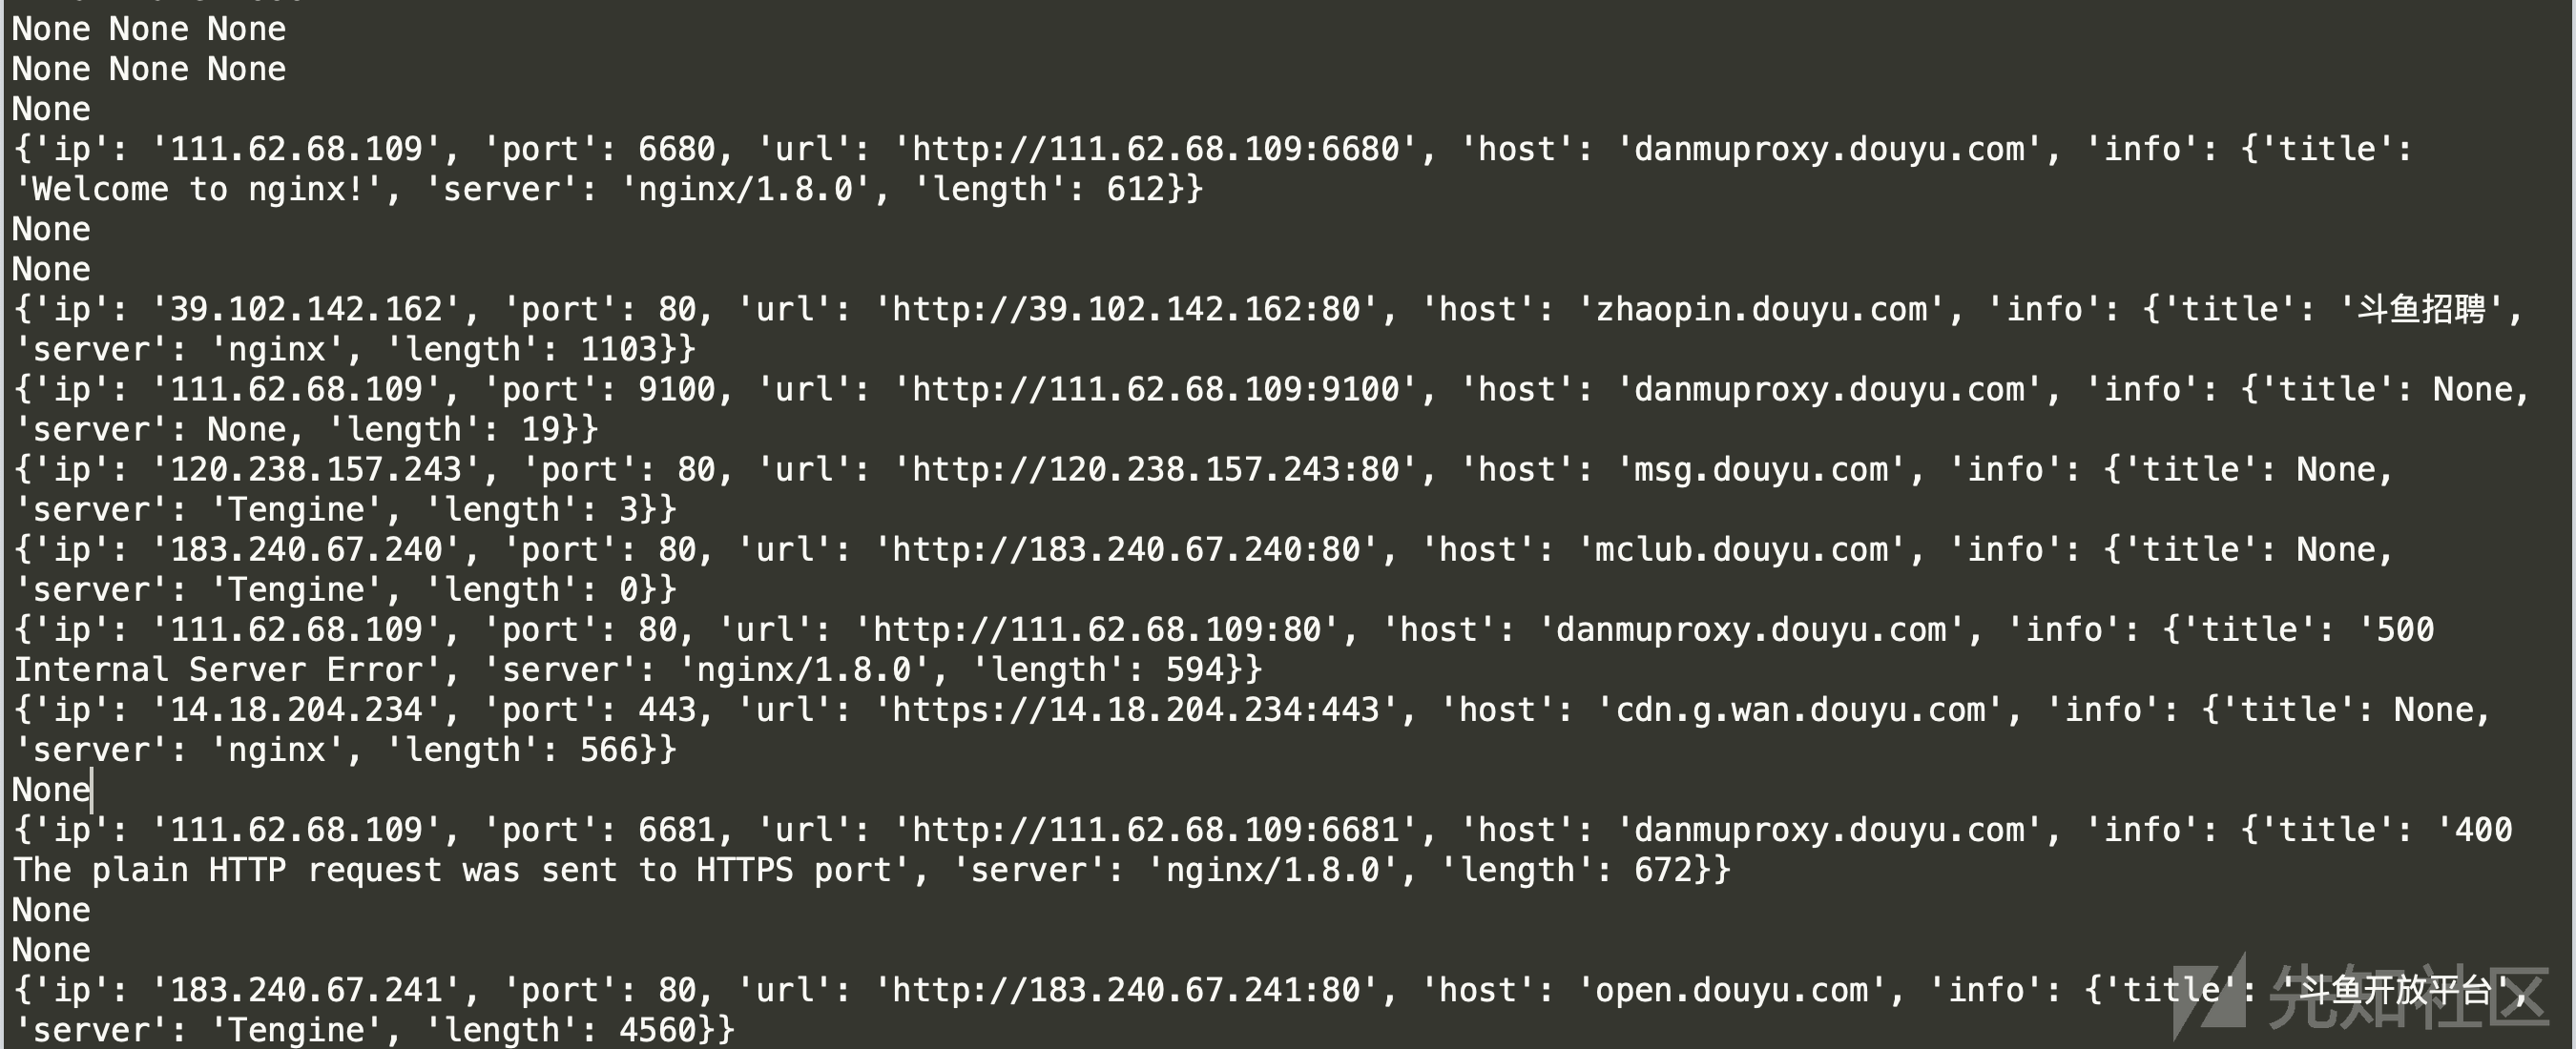 None None None
None None None
None
{'ip': '111.62.68.109', 'port': 6680, 'url': 'http://111.62.68.109:6680', 'host': 'danmuproxy.douyu.com', 'info': {'title':
'Welcome to nginx!', 'server': 'nginx/1.8.0', 'length': 612}}
None
None
{'ip': '39.102.142.162', 'port': 80, 'url': 'http://39.102.142.162:80', 'host': 'zhaopin.douyu.com', 'info': {'title': '斗鱼招聘',
'server': 'nginx', 'length': 1103}}
{'ip': '111.62.68.109', 'port': 9100, 'url': 'http://111.62.68.109:9100', 'host': 'danmuproxy.douyu.com', 'info': {'title': None,
'server': None, 'length': 19}}
{'ip': '120.238.157.243', 'port': 80, 'url': 'http://120.238.157.243:80', 'host': 'msg.douyu.com', 'info': {'title': None,
'server': 'Tengine', 'length': 3}}
{'ip': '183.240.67.240', 'port': 80, 'url': 'http://183.240.67.240:80', 'host': 'mclub.douyu.com', 'info': {'title': None,
'server': 'Tengine', 'length': 0}}
{'ip': '111.62.68.109', 'port': 80, 'url': 'http://111.62.68.109:80', 'host': 'danmuproxy.douyu.com', 'info': {'title': '500
Internal Server Error', 'server': 'nginx/1.8.0', 'length': 594}}
{'ip': '14.18.204.234', 'port': 443, 'url': 'https://14.18.204.234:443', 'host': 'cdn.g.wan.douyu.com', 'info': {'title': None,
'server': 'nginx', 'length': 566}}
None
{'ip': '111.62.68.109', 'port': 6681, 'url': 'http://111.62.68.109:6681', 'host': 'danmuproxy.douyu.com', 'info': {'title': '400
The plain HTTP request was sent to HTTPS port', 'server': 'nginx/1.8.0', 'length': 672}}
None
None
{'ip': '183.240.67.241', 'port': 80, 'url': 'http://183.240.67.241:80', 'host': 'open.douyu.com', 'info': {'title': '斗鱼开放平台',
'server': 'Tengine', 'length': 4560}}
先知社区